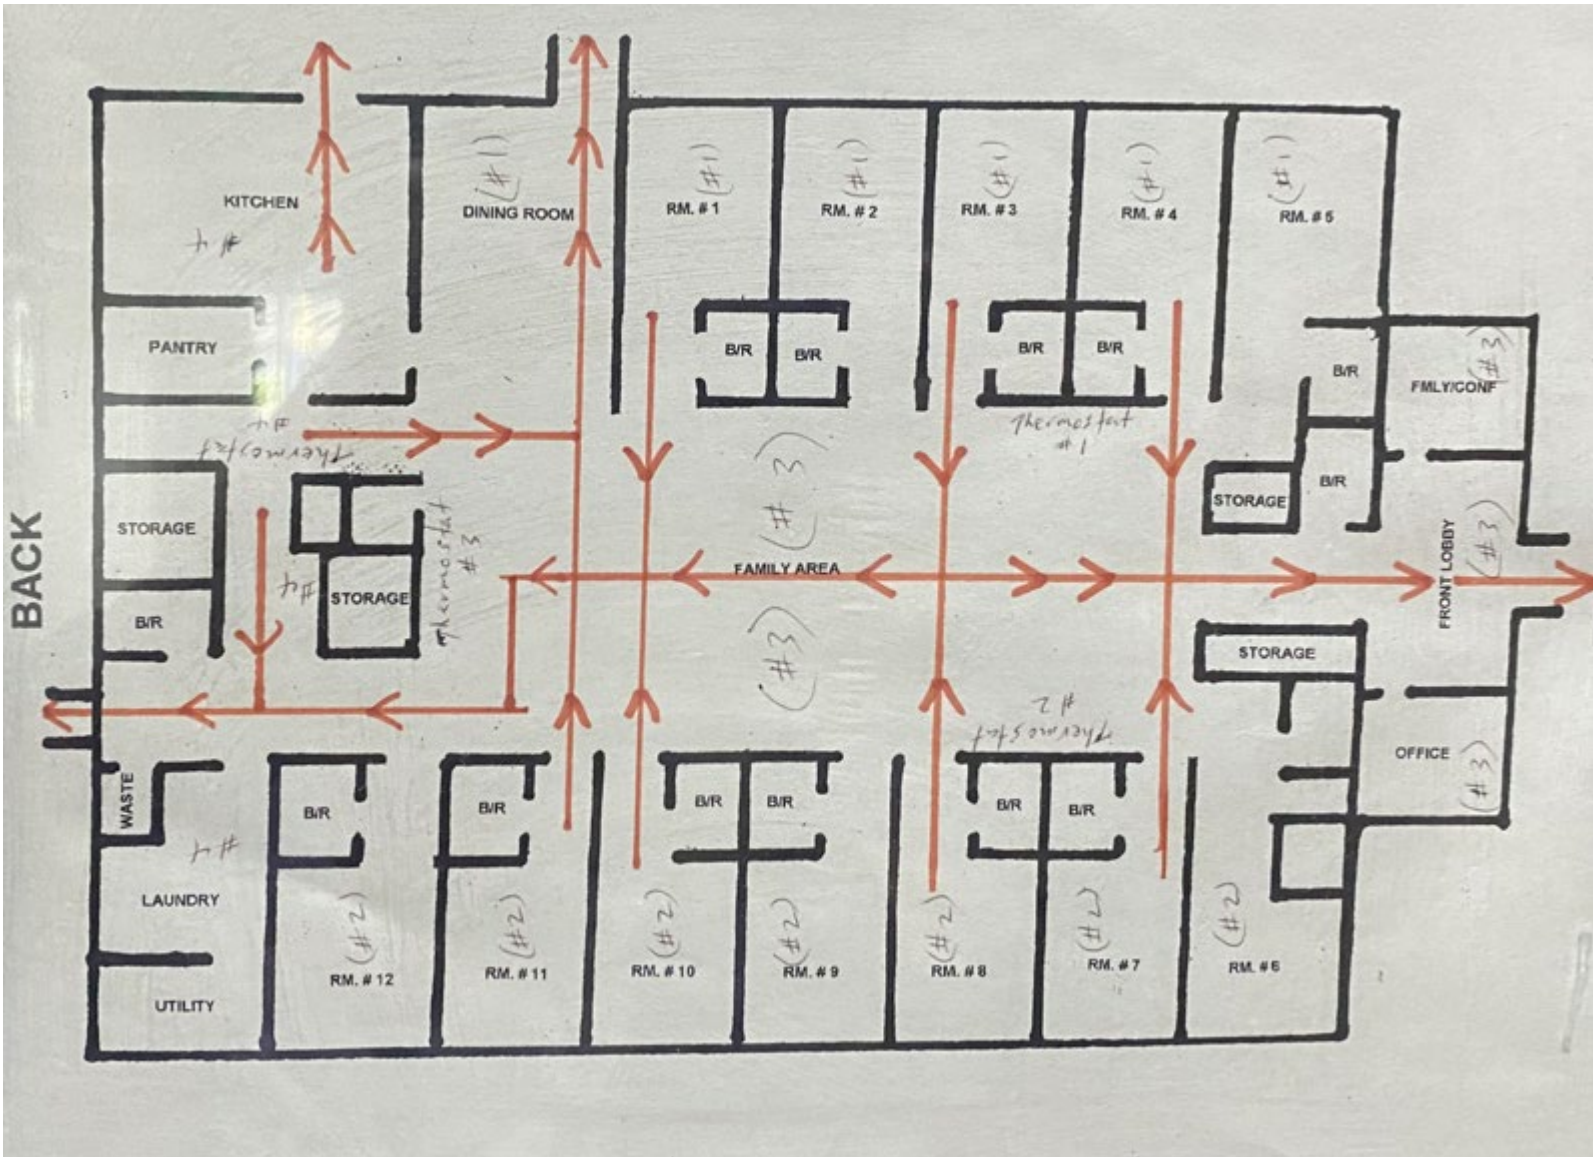 (#1)
(#1)
(#1)
(#1)
(#1)
(#1)
KITCHEN
DINING ROOM
RM. #1
RM. #2
RM. #3
RM. #4
RM. #5
#4
PANTRY
B/R
B/R
B/R
B/R
B/R
FMLY/CONF
(#3)
Thermostat
#4
Thermostat
#1
(#3)
STORAGE
B/R
STORAGE
BACK
Thermostat
#3
#4
STORAGE
FAMILY AREA
FRONT LOBBY
(#3)
B/R
(#3)
STORAGE
Thermostat
#2
OFFICE
(#3)
WASTE
B/R
B/R
B/R
B/R
B/R
B/R
#4
LAUNDRY
(#2)
(#2)
(#2)
(#2)
(#2)
(#2)
(#2)
RM. #12
RM. #11
RM. #10
RM. #9
RM. #8
RM. #7
RM. #6
UTILITY